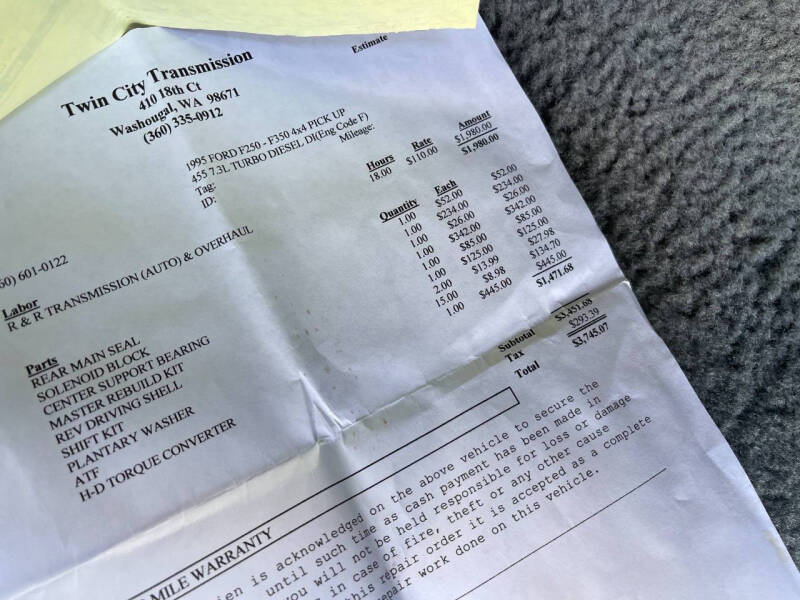 Estimate
Twin City Transmission
410 18th Ct
Washougal, WA 98671
(360) 335-0912
1995 FORD F250 - F350 4x4 PICK UP
455 7.3L TURBO DIESEL DI(Eng Code F)
Tag: Mileage:
ID:
60) 601-0122
Labor Hours Rate Amount
R & R TRANSMISSION (AUTO) & OVERHAUL 18.00 $110.00 $1,980.00
$1,980.00
Parts Quantity Each
REAR MAIN SEAL 1.00 $52.00 $52.00
SOLENOID BLOCK 1.00 $234.00 $234.00
CENTER SUPPORT BEARING 1.00 $26.00 $26.00
MASTER REBUILD KIT 1.00 $342.00 $342.00
REV DRIVING SHELL 1.00 $85.00 $85.00
SHIFT KIT 1.00 $125.00 $125.00
PLANTARY WASHER 2.00 $13.99 $27.98
ATF 15.00 $8.98 $134.70
H-D TORQUE CONVERTER 1.00 $445.00 $445.00
$1,471.68
Subtotal $3,451.68
Tax $293.39
Total $3,745.07
MILE WARRANTY
en is acknowledged on the above vehicle to secure the
until such time as cash payment has been made in
you will not be held responsible for loss or damage
in case of fire, theft or any other cause
his repair order it is accepted as a complete
epair work done on this vehicle.